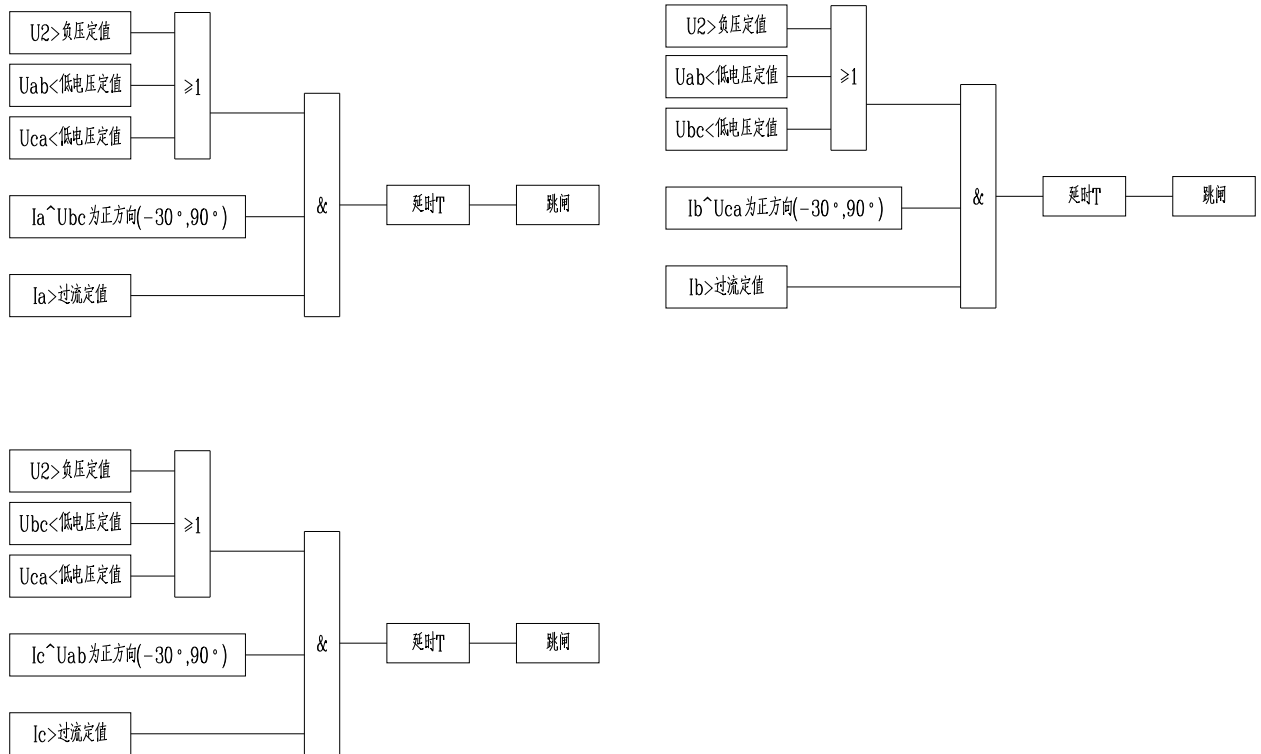 U2>负压定值
Uab<低电压定值
Uca<低电压定值
≥1
Ia^Ubc为正方向(-30°,90°)
Ia>过流定值
&
延时T
跳闸
U2>负压定值
Uab<低电压定值
Ubc<低电压定值
≥1
Ib^Uca为正方向(-30°,90°)
Ib>过流定值
&
延时T
跳闸
U2>负压定值
Ubc<低电压定值
Uca<低电压定值
≥1
Ic^Uab为正方向(-30°,90°)
Ic>过流定值
&
延时T
跳闸